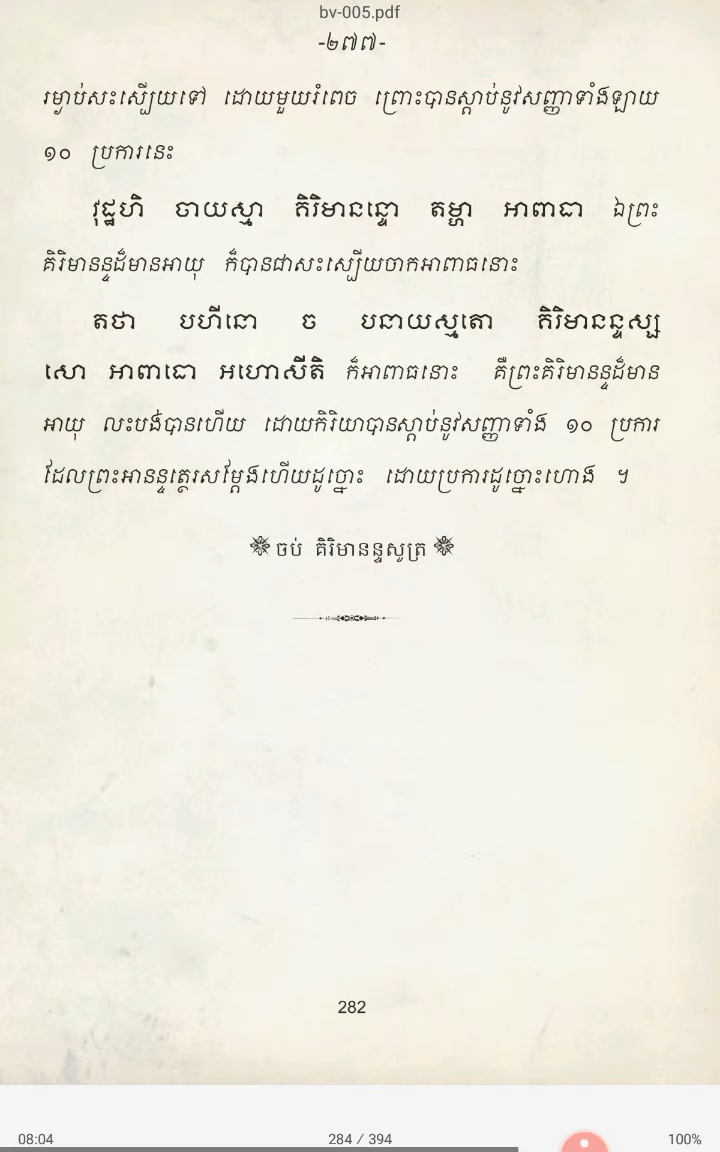 bv-005.pdf
-២៧៧-
រម្ងាប់សះស្បើយទៅ ដោយមួយរំពេច ព្រោះបានស្តាប់នូវសញ្ញាទាំងឡាយ
១០ ប្រការនេះ
វុដ្ឋហិ ចាយស្មា គិរិមានន្ទោ តម្ហា អាពាធា ឯព្រះ
គិរិមានន្ទដ៏មានអាយុ ក៏បានជាសះស្បើយចាកអាពាធនោះ
តថា បហីនោ ច បនាយស្មតោ គិរិមានន្ទស្ស
សោ អាពាធោ អហោសីតិ ក៏អាពាធនោះ គឺព្រះគិរិមានន្ទដ៏មាន
អាយុ លះបង់បានហើយ ដោយកិរិយាបានស្តាប់នូវសញ្ញាទាំង ១០ ប្រការ
ដែលព្រះអានន្ទត្ថេរសម្តែងហើយដូច្នោះ ដោយប្រការដូច្នោះហោង ។
ចប់ គិរិមានន្ទសូត្រ
282
08:04 284 / 394 100%